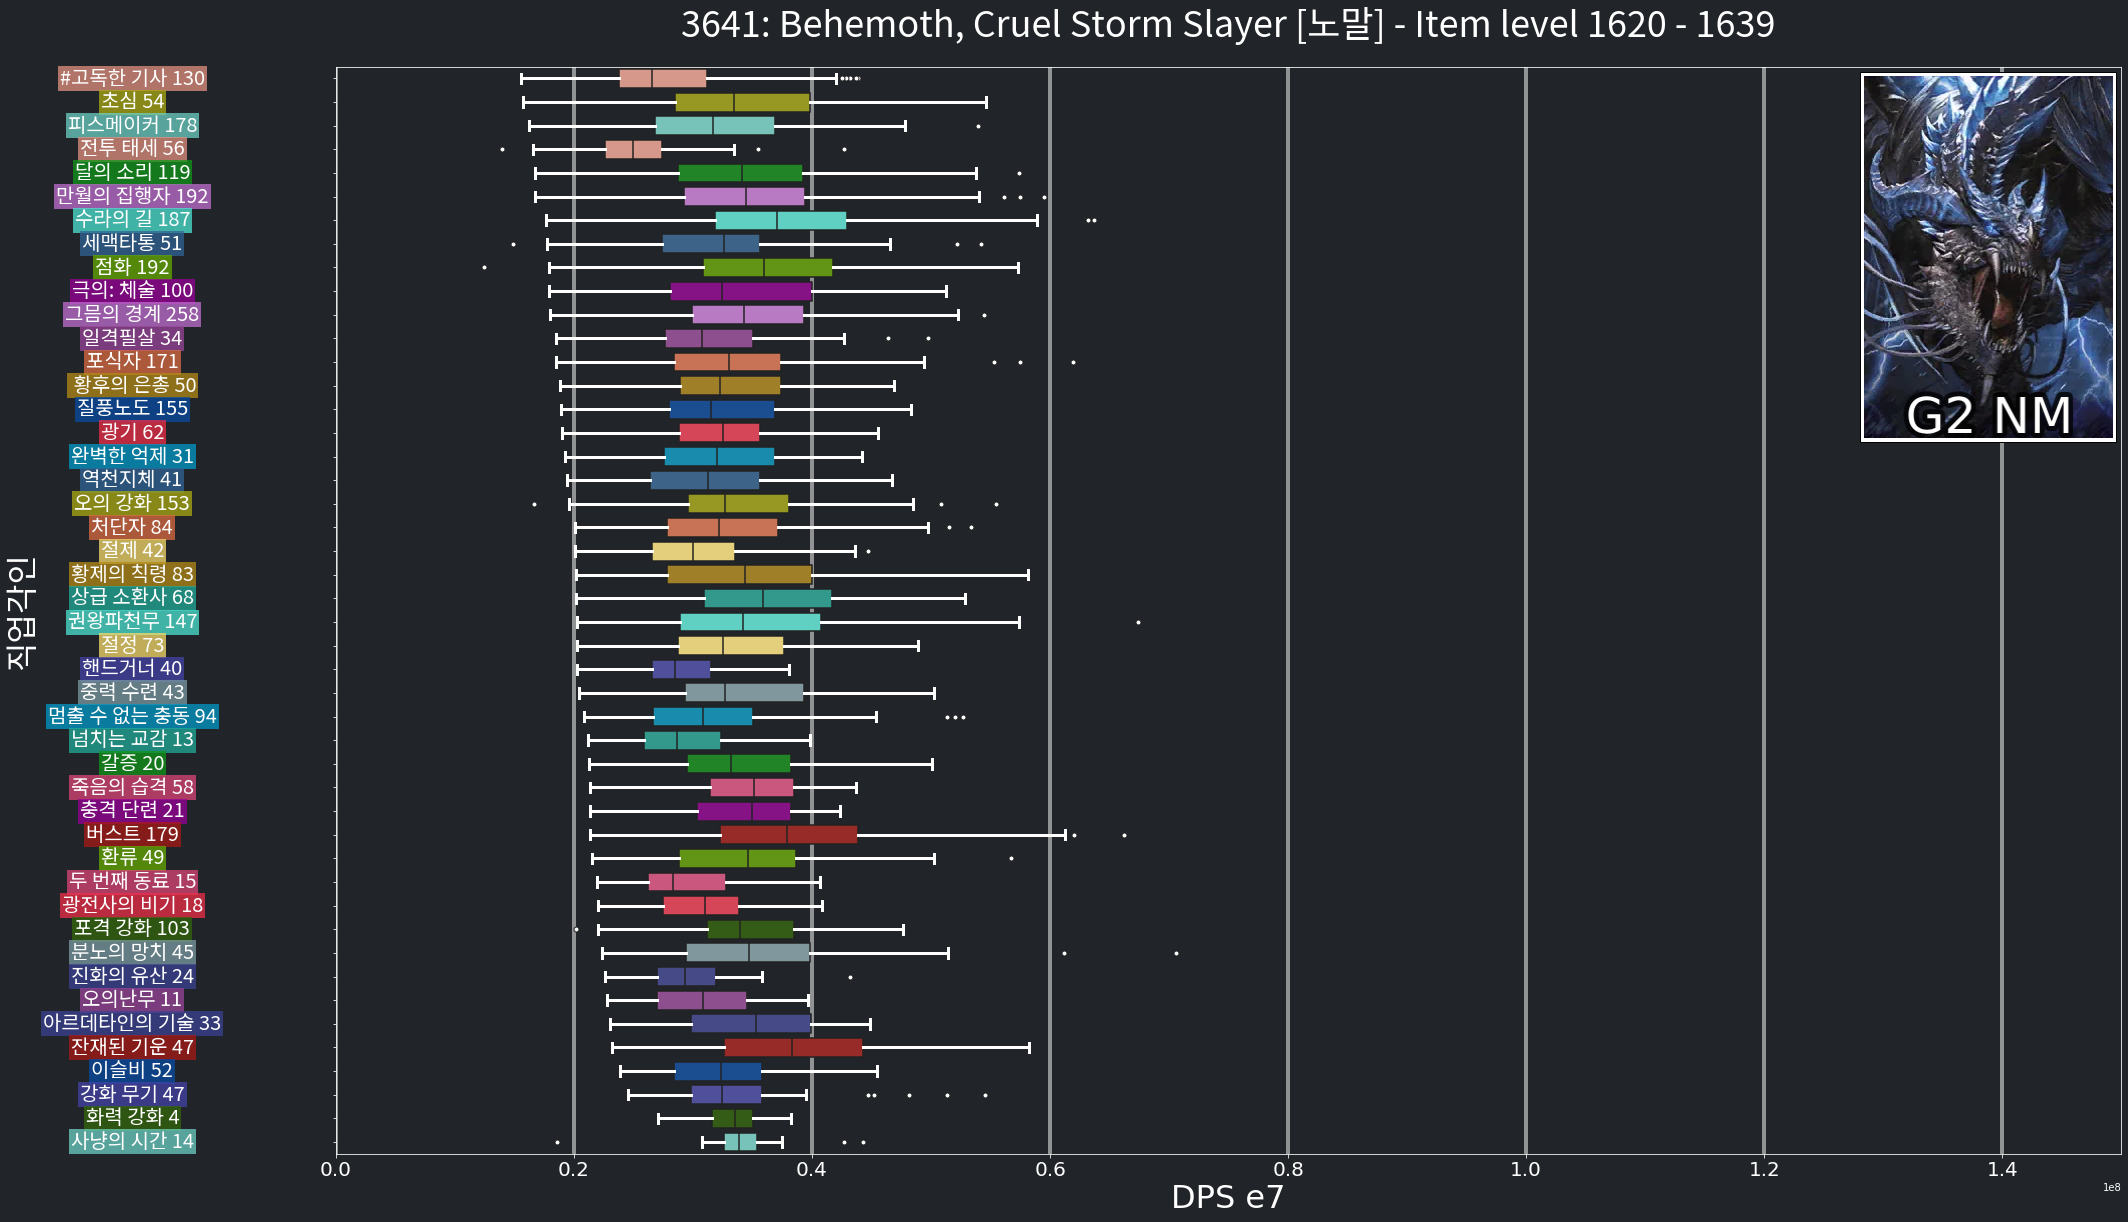 3641: Behemoth, Cruel Storm Slayer [노말] - Item level 1620 - 1639
#고독한 기사 130
초심 54
피스메이커 178
전투 태세 56
달의 소리 119
만월의 집행자 192
수라의 길 187
세맥타통 51
점화 192
극의: 체술 100
그믐의 경계 258
일격필살 34
포식자 171
황후의 은총 50
질풍노도 155
광기 62
완벽한 억제 31
역천지체 41
오의 강화 153
처단자 84
절제 42
황제의 칙령 83
상급 소환사 68
권왕파천무 147
절정 73
핸드거너 40
중력 수련 43
멈출 수 없는 충동 94
넘치는 교감 13
갈증 20
죽음의 습격 58
충격 단련 21
버스트 179
환류 49
두 번째 동료 15
광전사의 비기 18
포격 강화 103
분노의 망치 45
진화의 유산 24
오의난무 11
아르데타인의 기술 33
잔재된 기운 47
이슬비 52
강화 무기 47
화력 강화 4
사냥의 시간 14
직업각인
G2 NM
0.0 0.2 0.4 0.6 0.8 1.0 1.2 1.4
1e8
DPS e7